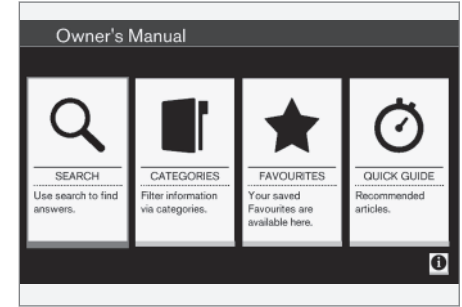 Owner's Manual
SEARCH
Use search to find
answers.
CATEGORIES
Filter information
via categories.
FAVOURITES
Your saved
Favourites are
available here.
QUICK GUIDE
Recommended
articles.
i